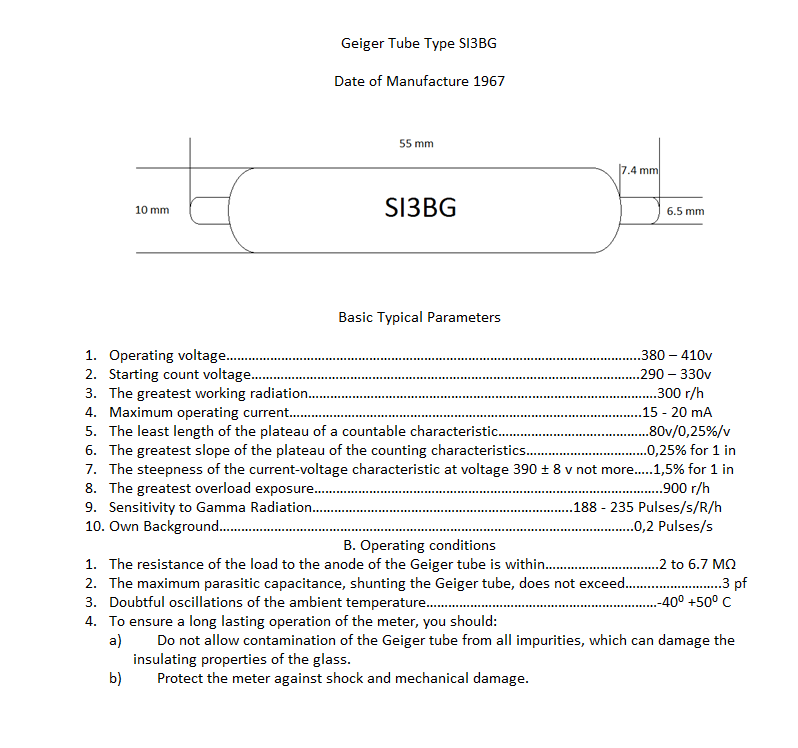 Geiger Tube Type SI3BG
Date of Manufacture 1967
55 mm
7.4 mm
10 mm
SI3BG
6.5 mm
Basic Typical Parameters
1. Operating voltage....................380 – 410v
2. Starting count voltage....................290 – 330v
3. The greatest working radiation....................300 r/h
4. Maximum operating current....................15 - 20 mA
5. The least length of the plateau of a countable characteristic....................80v/0,25%/v
6. The greatest slope of the plateau of the counting characteristics....................0,25% for 1 in
7. The steepness of the current-voltage characteristic at voltage 390 ± 8 v not more.....1,5% for 1 in
8. The greatest overload exposure....................900 r/h
9. Sensitivity to Gamma Radiation....................188 - 235 Pulses/s/R/h
10. Own Background....................0,2 Pulses/s
B. Operating conditions
1. The resistance of the load to the anode of the Geiger tube is within....................2 to 6.7 MΩ
2. The maximum parasitic capacitance, shunting the Geiger tube, does not exceed....................3 pf
3. Doubtful oscillations of the ambient temperature....................-40⁰ +50⁰ C
4. To ensure a long lasting operation of the meter, you should:
a) Do not allow contamination of the Geiger tube from all impurities, which can damage the
insulating properties of the glass.
b) Protect the meter against shock and mechanical damage.